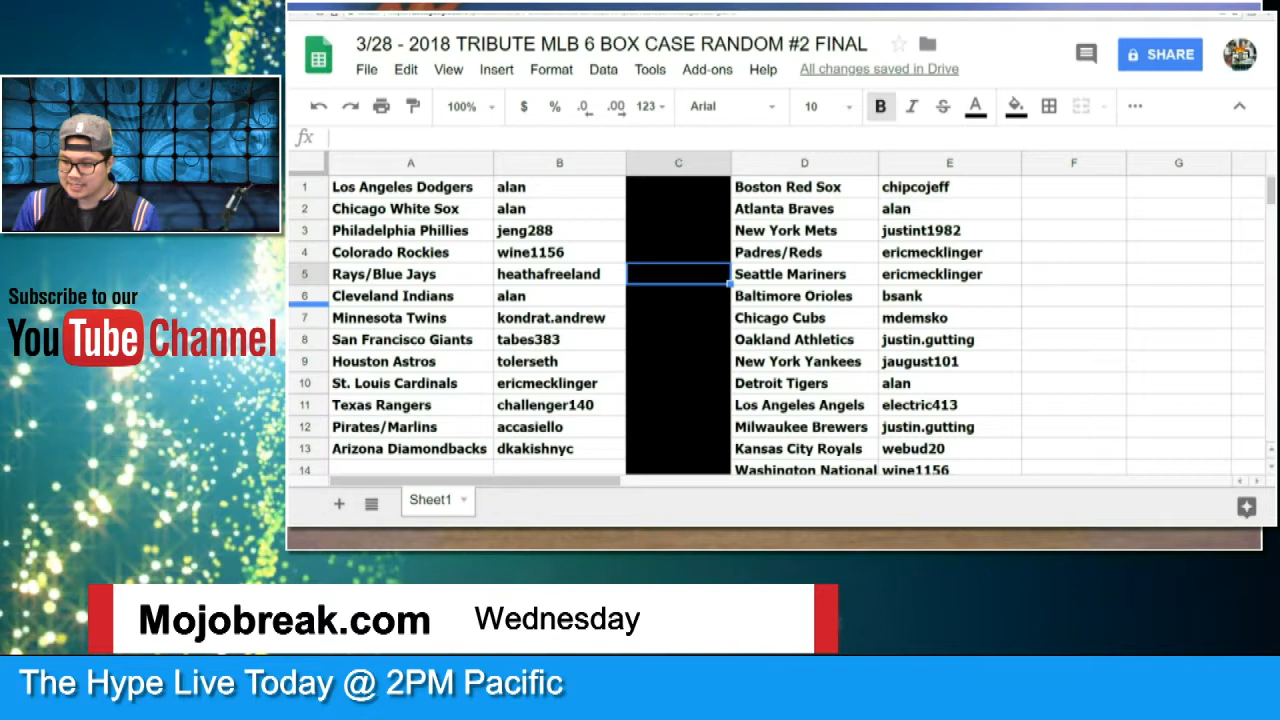 3/28 - 2018 TRIBUTE MLB 6 BOX CASE RANDOM #2 FINAL
File Edit View Insert Format Data Tools Add-ons Help All changes saved in Drive
SHARE
100% $ % .0 .00 123 Arial 10 B I S A
fx
A B C D E F G
1 Los Angeles Dodgers alan Boston Red Sox chipcojeff
2 Chicago White Sox alan Atlanta Braves alan
3 Philadelphia Phillies jeng288 New York Mets justint1982
4 Colorado Rockies wine1156 Padres/Reds ericmecklinger
5 Rays/Blue Jays heathafreeland Seattle Mariners ericmecklinger
6 Cleveland Indians alan Baltimore Orioles bsank
7 Minnesota Twins kondrat.andrew Chicago Cubs mdemsko
8 San Francisco Giants tabes383 Oakland Athletics justin.gutting
9 Houston Astros tolerseth New York Yankees jaugust101
10 St. Louis Cardinals ericmecklinger Detroit Tigers alan
11 Texas Rangers challenger140 Los Angeles Angels electric413
12 Pirates/Marlins accasiello Milwaukee Brewers justin.gutting
13 Arizona Diamondbacks dkakishnyc Kansas City Royals webud20
14 Washington National wine1156
Sheet1
Subscribe to our
YouTube Channel
Mojobreak.com Wednesday
The Hype Live Today @ 2PM Pacific